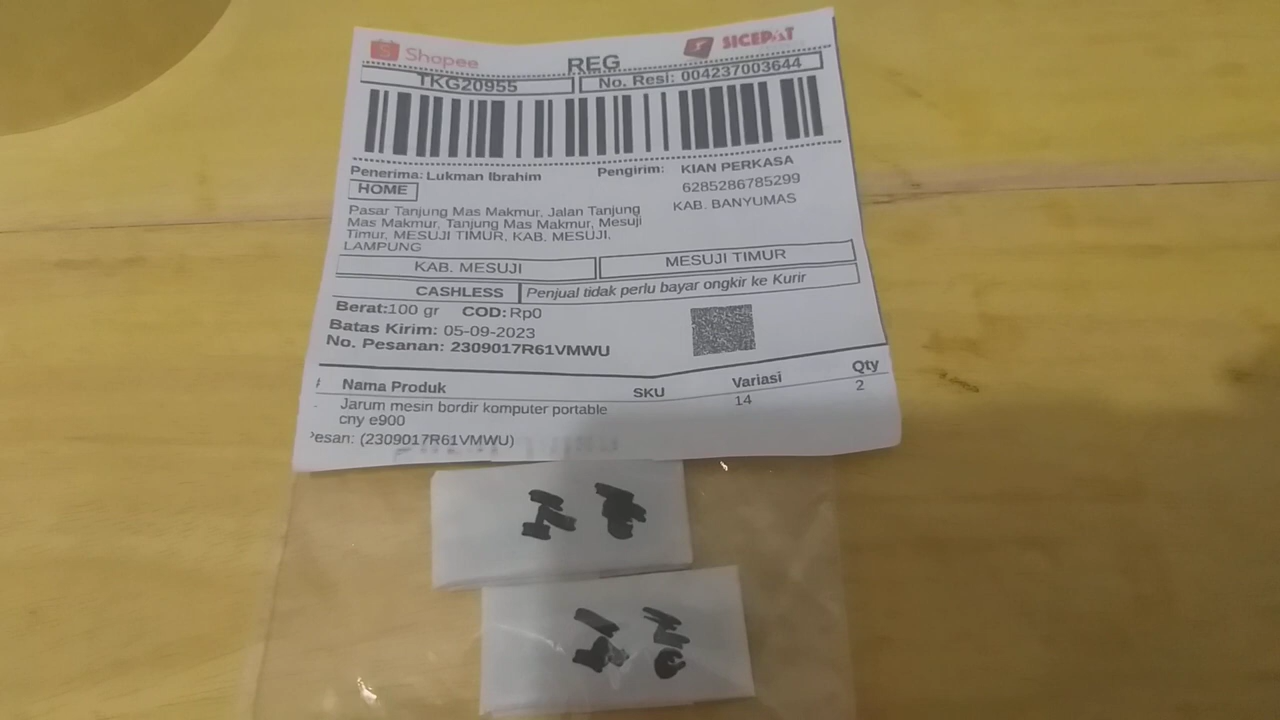 Shopee
SICEPAT
REG
TKG20955
No. Resi: 004237003644
Penerima: Lukman Ibrahim
HOME
Pasar Tanjung Mas Makmur, Jalan Tanjung
Mas Makmur, Tanjung Mas Makmur, Mesuji
Timur, MESUJI TIMUR, KAB. MESUJI,
LAMPUNG
Pengirim: KIAN PERKASA
6285286785299
KAB. BANYUMAS
KAB. MESUJI
MESUJI TIMUR
CASHLESS
Penjual tidak perlu bayar ongkir ke Kurir
Berat:100 gr COD: Rp0
Batas Kirim: 05-09-2023
No. Pesanan: 2309017R61VMWU
# Nama Produk SKU Variasi Qty
Jarum mesin bordir komputer portable 14 2
cny e900
Pesan: (2309017R61VMWU)